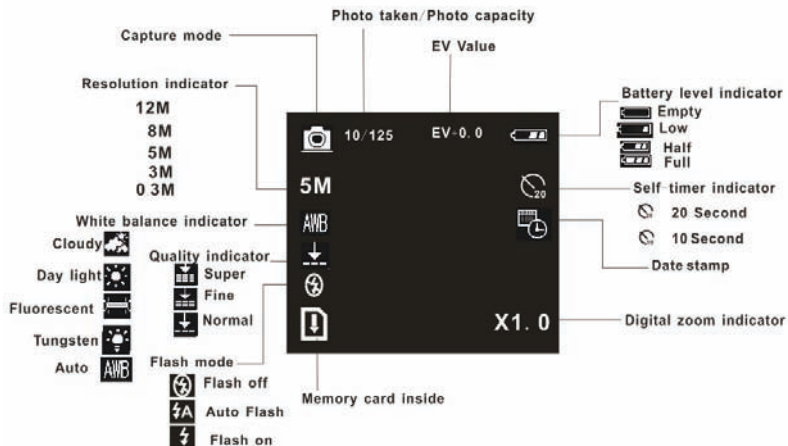 Photo taken/Photo capacity
Capture mode
EV Value
Resolution indicator
12M
8M
5M
3M
0 3M
Battery level indicator
Empty
Low
Half
Full
10/125
EV-0.0
5M
20
Self timer indicator
20 Second
10 Second
White balance indicator
AWB
Cloudy
Day light
Fluorescent
Tungsten
Auto AWB
Quality indicator
Super
Fine
Normal
Date stamp
X1.0
Digital zoom indicator
Flash mode
Flash off
A Auto Flash
Flash on
Memory card inside